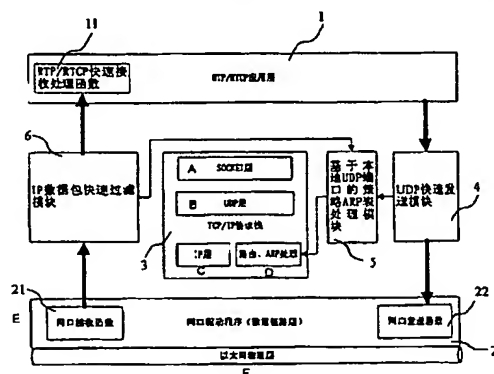 11
1
RTP/RTCP快速接
收处理函数
RTP/RTCP应用层
6
IP数据包快速过滤
模块
A SOCKET层
B UDP层
TCP/IP协议栈
3
IP层
路由、ARP处理
C
D
基于本
地UDP端
口的策
略ARP表
处理模
块
5
UDP快速发
送模块
4
21
E
网口接收函数
网口驱动程序（数据链路层）
网口发送函数
22
2
以太网物理层
F